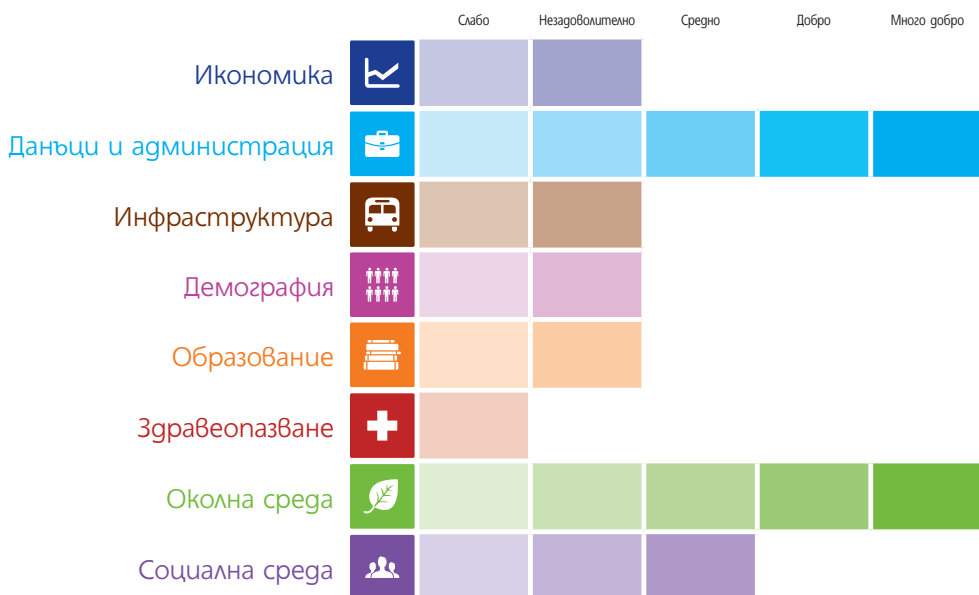 Слабо Незадоволително Средно Добро Много добро
Икономика
Данъци и администрация
Инфраструктура
Демография
Образование
Здравеопазване
Околна среда
Социална среда